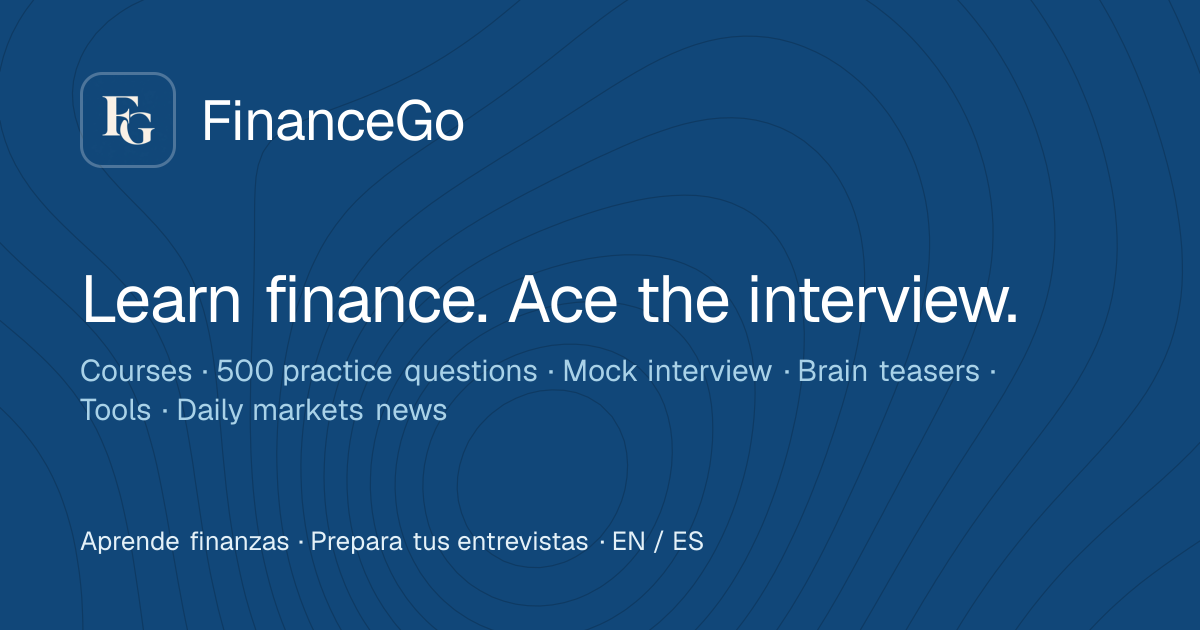 FG
FinanceGo
Learn finance. Ace the interview.
Courses · 500 practice questions · Mock interview · Brain teasers ·
Tools · Daily markets news
Aprende finanzas · Prepara tus entrevistas · EN / ES